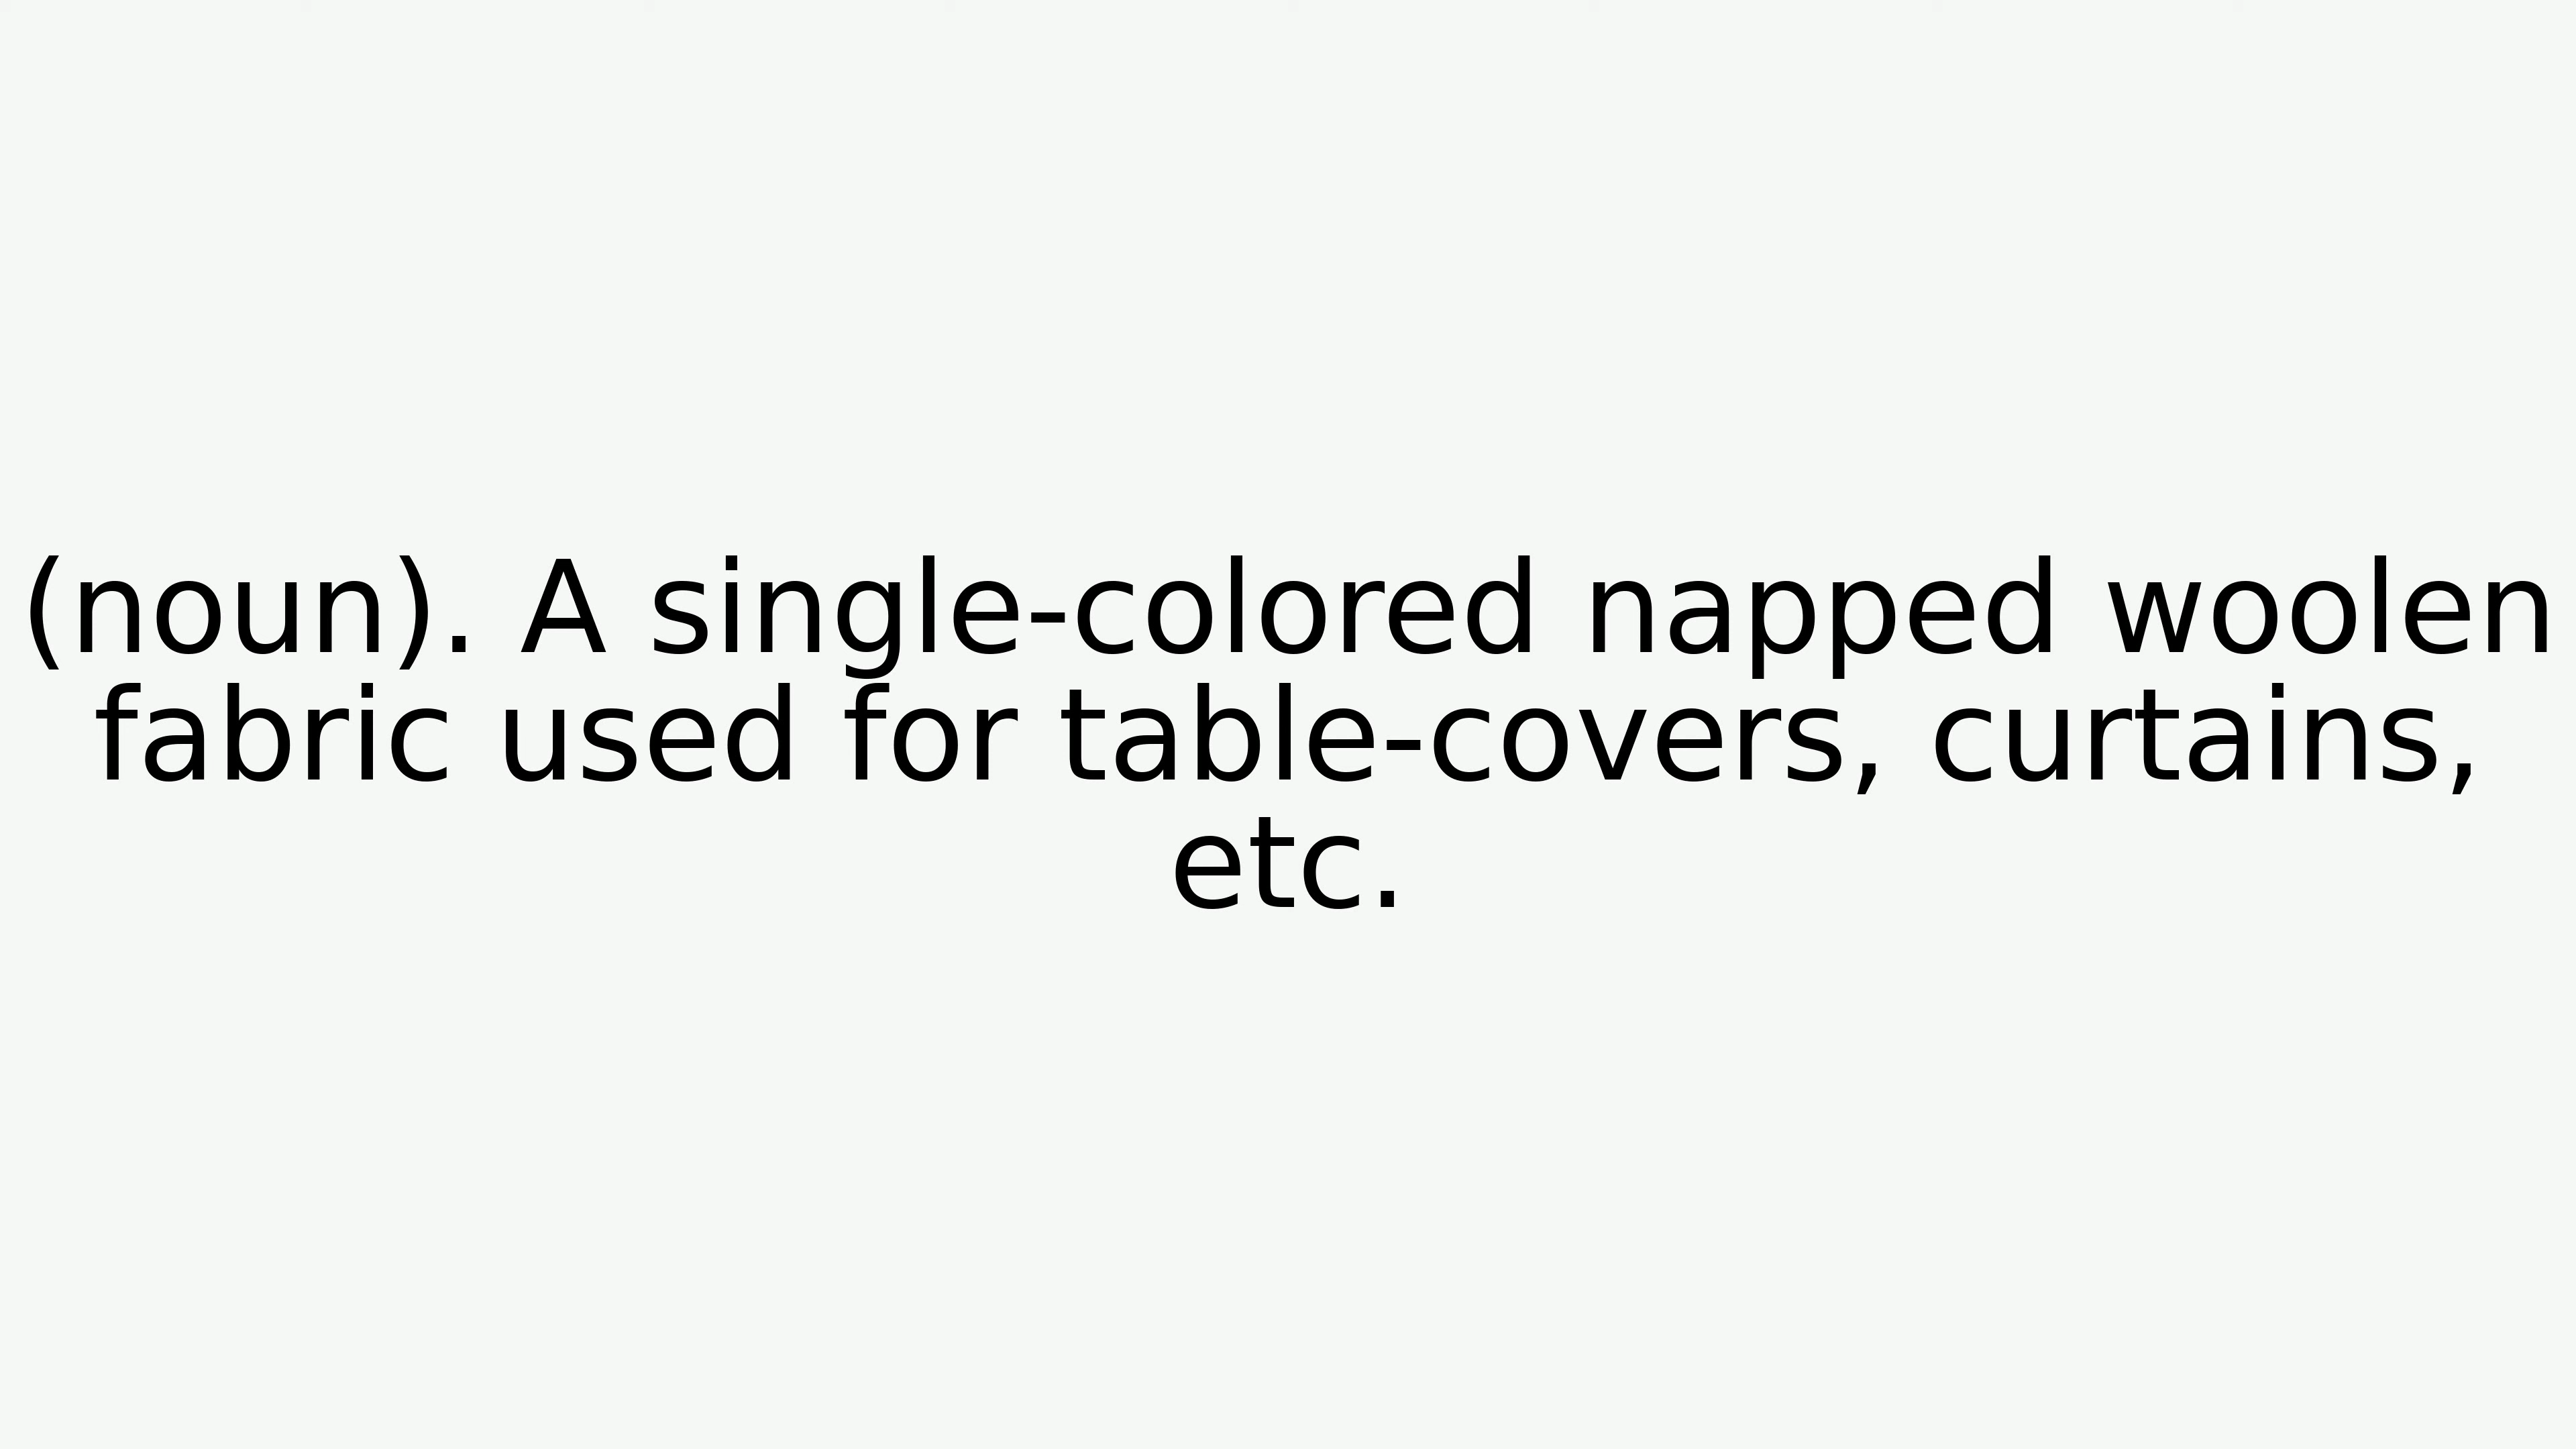 (noun). A single-colored napped woolen
fabric used for table-covers, curtains,
etc.